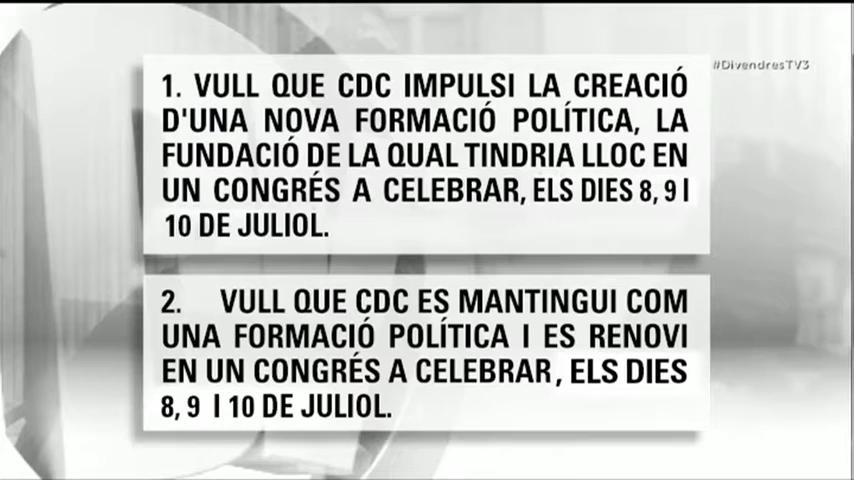 #DivendresTV3
1. VULL QUE CDC IMPULSI LA CREACIÓ
D'UNA NOVA FORMACIÓ POLÍTICA, LA
FUNDACIÓ DE LA QUAL TINDRIA LLOC EN
UN CONGRÉS A CELEBRAR, ELS DIES 8, 9 I
10 DE JULIOL.
2. VULL QUE CDC ES MANTINGUI COM
UNA FORMACIÓ POLÍTICA I ES RENOVI
EN UN CONGRÉS A CELEBRAR, ELS DIES
8, 9 I 10 DE JULIOL.